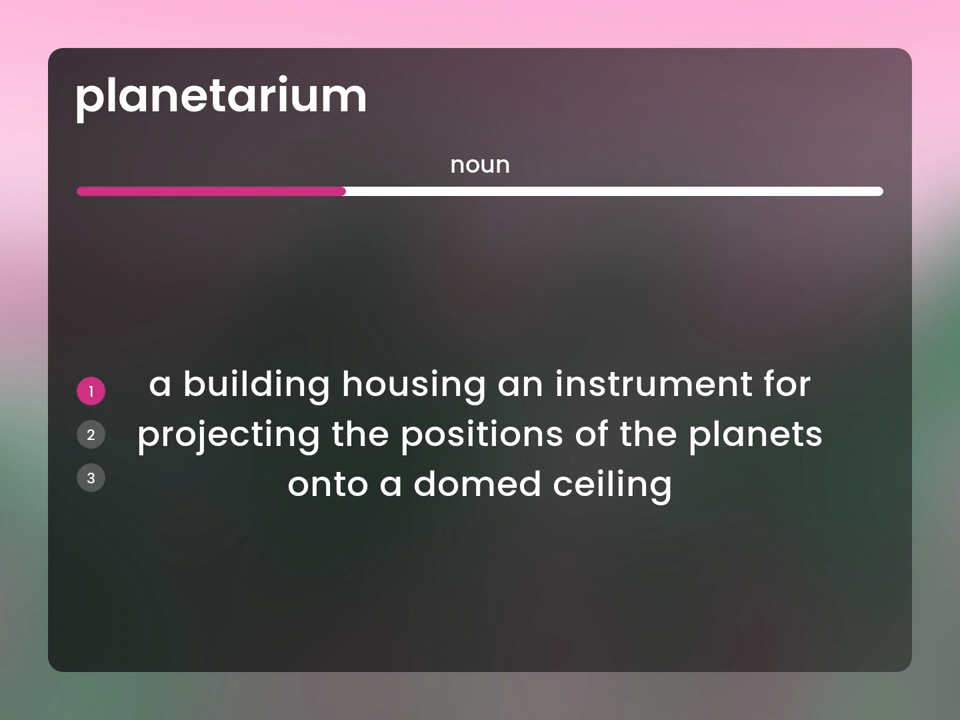 planetarium
noun
1
2
3
a building housing an instrument for
projecting the positions of the planets
onto a domed ceiling